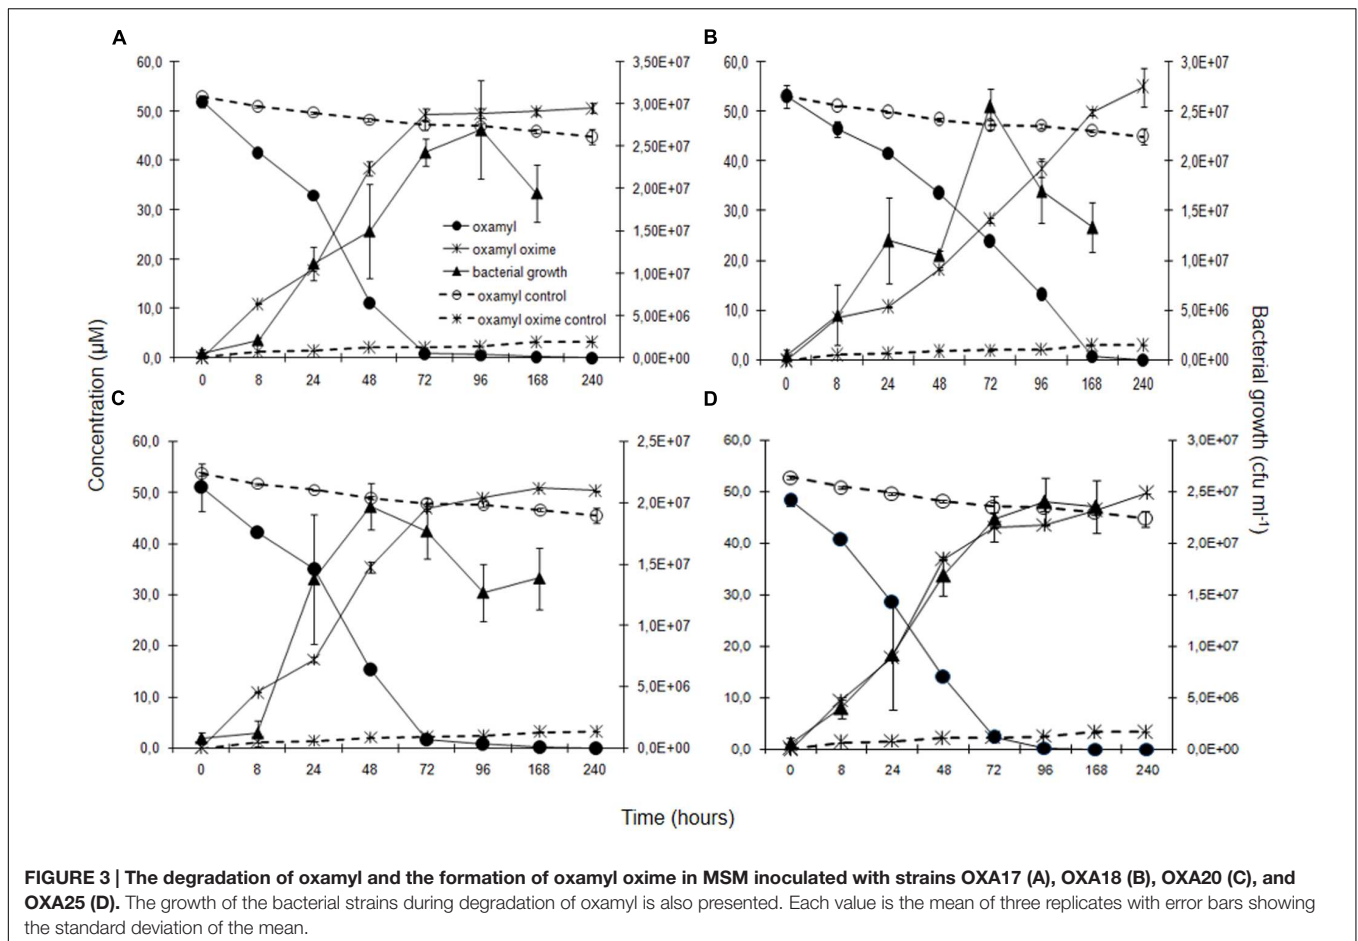 A
60,0
50,0
40,0
30,0
20,0
10,0
0,0
3,50E+07
3,00E+07
2,50E+07
2,00E+07
1,50E+07
1,00E+07
5,00E+06
0,00E+00
0 8 24 48 72 96 168 240
oxamyl
oxamyl oxime
bacterial growth
oxamyl control
oxamyl oxime control
B
60,0
50,0
40,0
30,0
20,0
10,0
0,0
3,0E+07
2,5E+07
2,0E+07
1,5E+07
1,0E+07
5,0E+06
0,0E+00
0 8 24 48 72 96 168 240
Concentration (μM)
Bacterial growth (cfu ml-1)
C
60,0
50,0
40,0
30,0
20,0
10,0
0,0
2,5E+07
2,0E+07
1,5E+07
1,0E+07
5,0E+06
0,0E+00
0 8 24 48 72 96 168 240
D
60,0
50,0
40,0
30,0
20,0
10,0
0,0
3,0E+07
2,5E+07
2,0E+07
1,5E+07
1,0E+07
5,0E+06
0,0E+00
0 8 24 48 72 96 168 240
Time (hours)
FIGURE 3 | The degradation of oxamyl and the formation of oxamyl oxime in MSM inoculated with strains OXA17 (A), OXA18 (B), OXA20 (C), and
OXA25 (D). The growth of the bacterial strains during degradation of oxamyl is also presented. Each value is the mean of three replicates with error bars showing
the standard deviation of the mean.